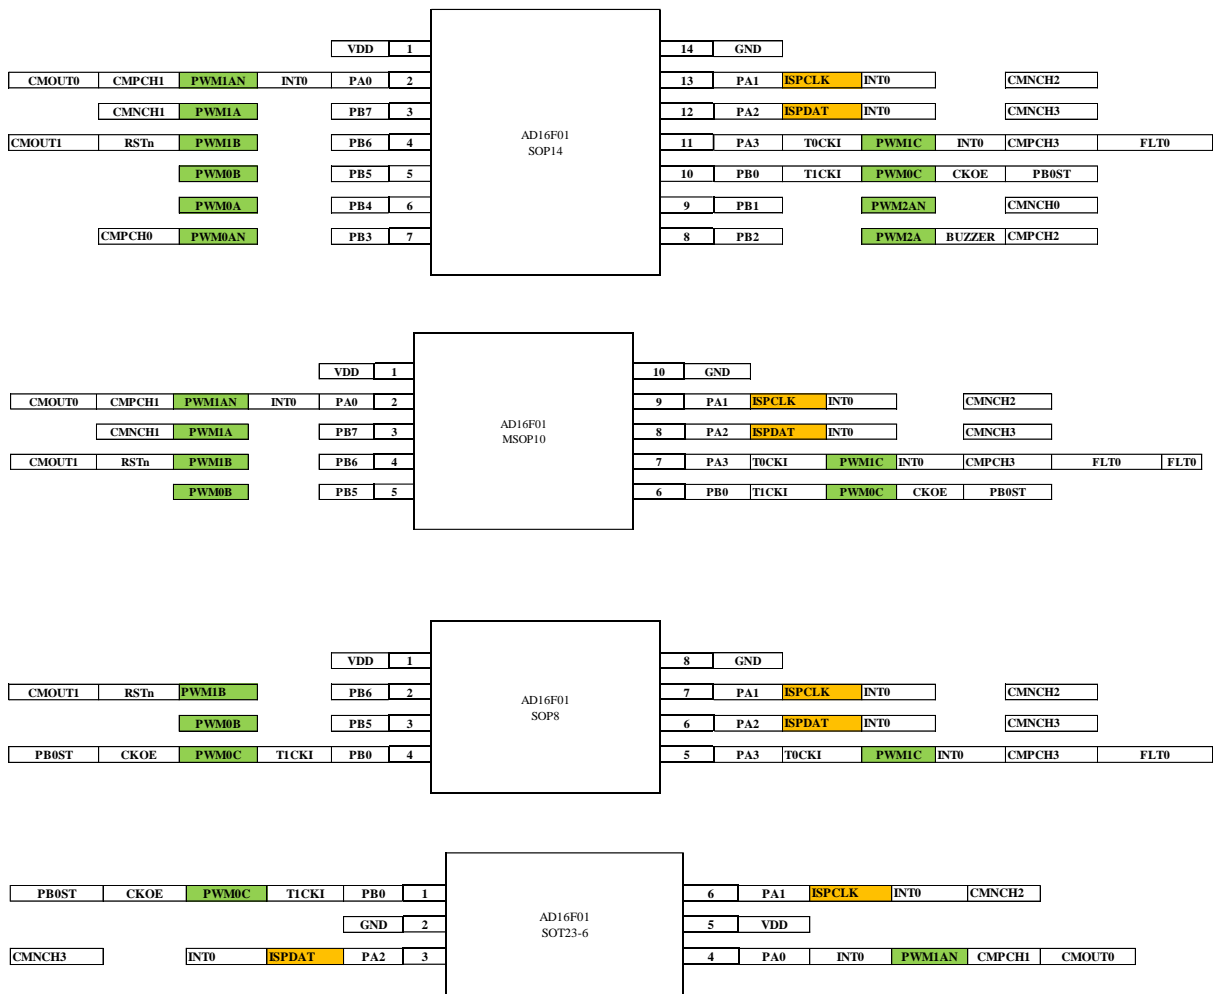 VDD 1 14 GND
CMOUT0 CMPCH1 PWM1AN INT0 PA0 2 13 PA1 ISPCLK INT0 CMNCH2
CMNCH1 PWM1A PB7 3 12 PA2 ISPDAT INT0 CMNCH3
AD16F01
CMOUT1 RSTn PWM1B PB6 4 11 PA3 T0CKI PWM1C INT0 CMPCH3 FLT0
SOP14
PWM0B PB5 5 10 PB0 T1CKI PWM0C CKOE PB0ST
PWM0A PB4 6 9 PB1 PWM2AN CMNCH0
CMPCH0 PWM0AN PB3 7 8 PB2 PWM2A BUZZER CMPCH2
VDD 1 10 GND
CMOUT0 CMPCH1 PWM1AN INT0 PA0 2 9 PA1 ISPCLK INT0 CMNCH2
AD16F01
CMNCH1 PWM1A PB7 3 8 PA2 ISPDAT INT0 CMNCH3
MSOP10
CMOUT1 RSTn PWM1B PB6 4 7 PA3 T0CKI PWM1C INT0 CMPCH3 FLT0 FLT0
PWM0B PB5 5 6 PB0 T1CKI PWM0C CKOE PB0ST
VDD 1 8 GND
CMOUT1 RSTn PWM1B PB6 2 7 PA1 ISPCLK INT0 CMNCH2
AD16F01
SOP8
PWM0B PB5 3 6 PA2 ISPDAT INT0 CMNCH3
PB0ST CKOE PWM0C T1CKI PB0 4 5 PA3 T0CKI PWM1C INT0 CMPCH3 FLT0
PB0ST CKOE PWM0C T1CKI PB0 1 6 PA1 ISPCLK INT0 CMNCH2
AD16F01
SOT23-6
GND 2 5 VDD
CMNCH3 INT0 ISPDAT PA2 3 4 PA0 INT0 PWM1AN CMPCH1 CMOUT0